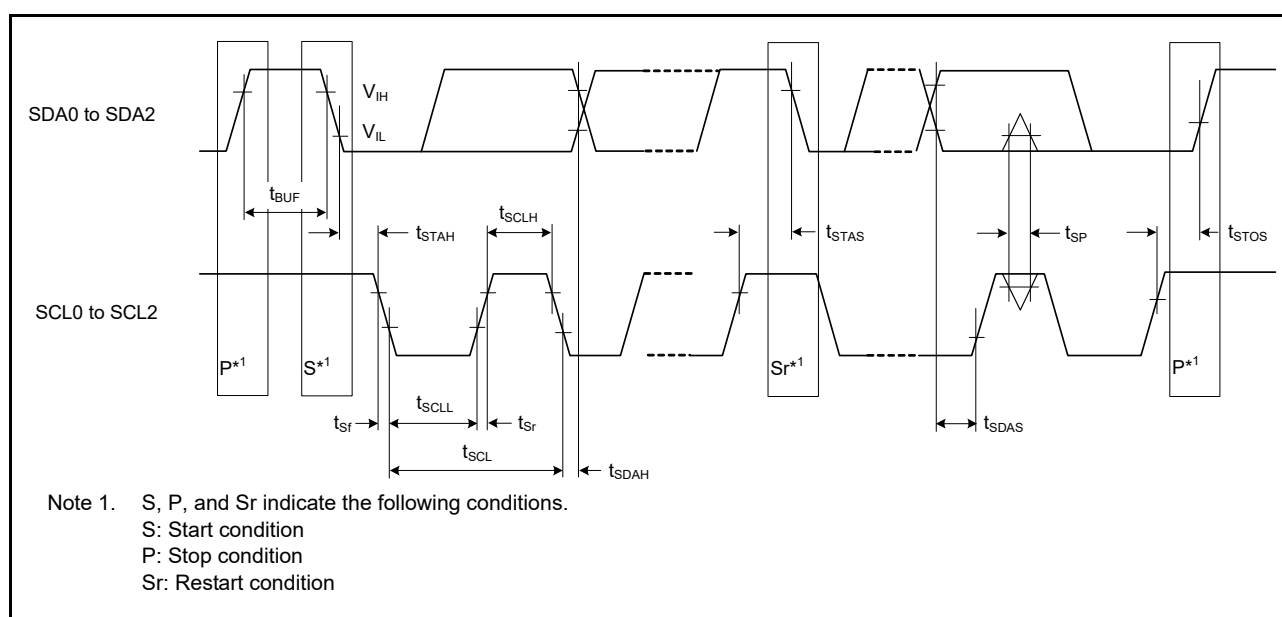 SDA0 to SDA2
VIH
VIL
tBUF
tSCLH
tSTAH
tSTAS
tSP
tSTOS
SCL0 to SCL2
P*1
S*1
Sr*1
P*1
tSf
tSCLL
tSr
tSDAS
tSCL
tSDAH
Note 1. S, P, and Sr indicate the following conditions.
S: Start condition
P: Stop condition
Sr: Restart condition